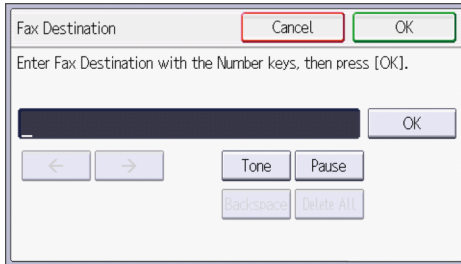 Fax Destination Cancel OK
Enter Fax Destination with the Number keys, then press [OK].
OK
← → Tone Pause
Backspace Delete All